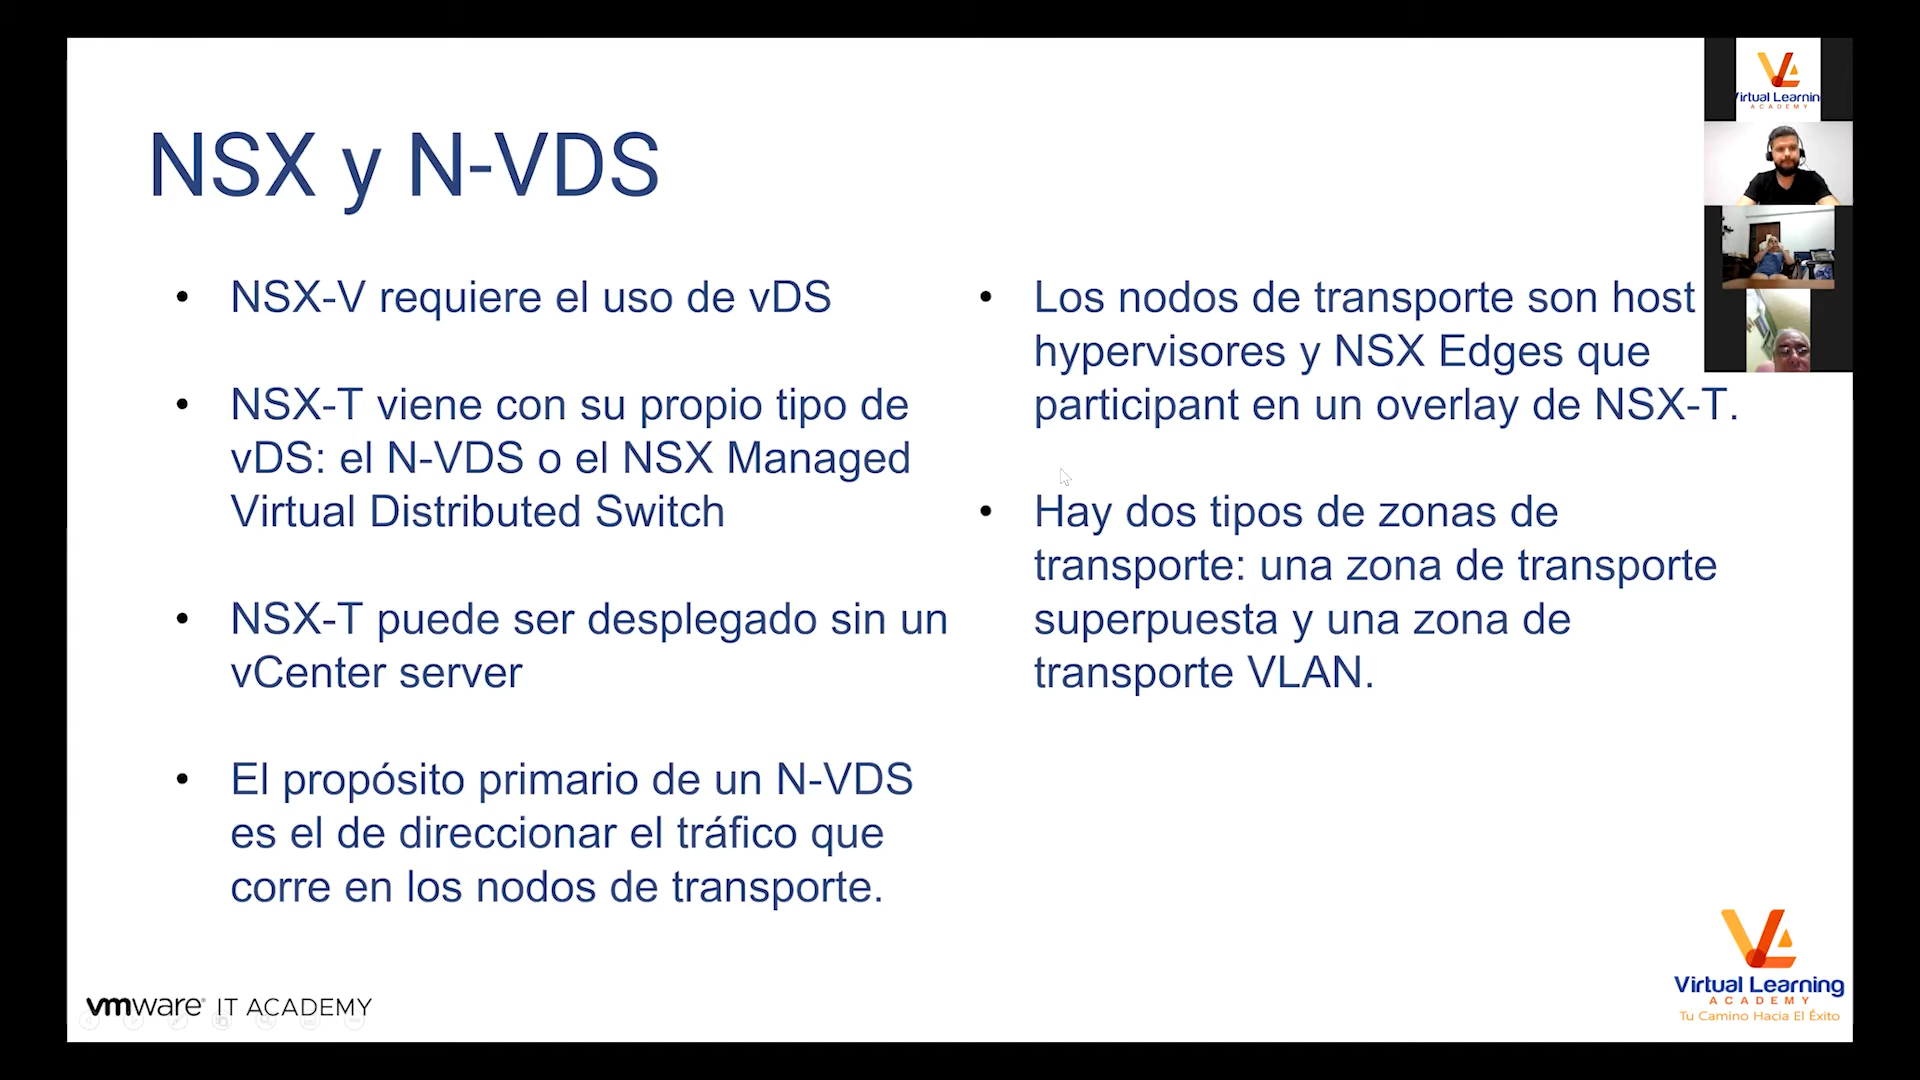 NSX y N-VDS
• NSX-V requiere el uso de vDS
• NSX-T viene con su propio tipo de
vDS: el N-VDS o el NSX Managed
Virtual Distributed Switch
• NSX-T puede ser desplegado sin un
vCenter server
• El propósito primario de un N-VDS
es el de direccionar el tráfico que
corre en los nodos de transporte.
• Los nodos de transporte son host
hypervisores y NSX Edges que
participant en un overlay de NSX-T.
• Hay dos tipos de zonas de
transporte: una zona de transporte
superpuesta y una zona de
transporte VLAN.
Virtual Learning
ACADEMY
vmware IT ACADEMY
Virtual Learning
ACADEMY
Tu Camino Hacia El Éxito